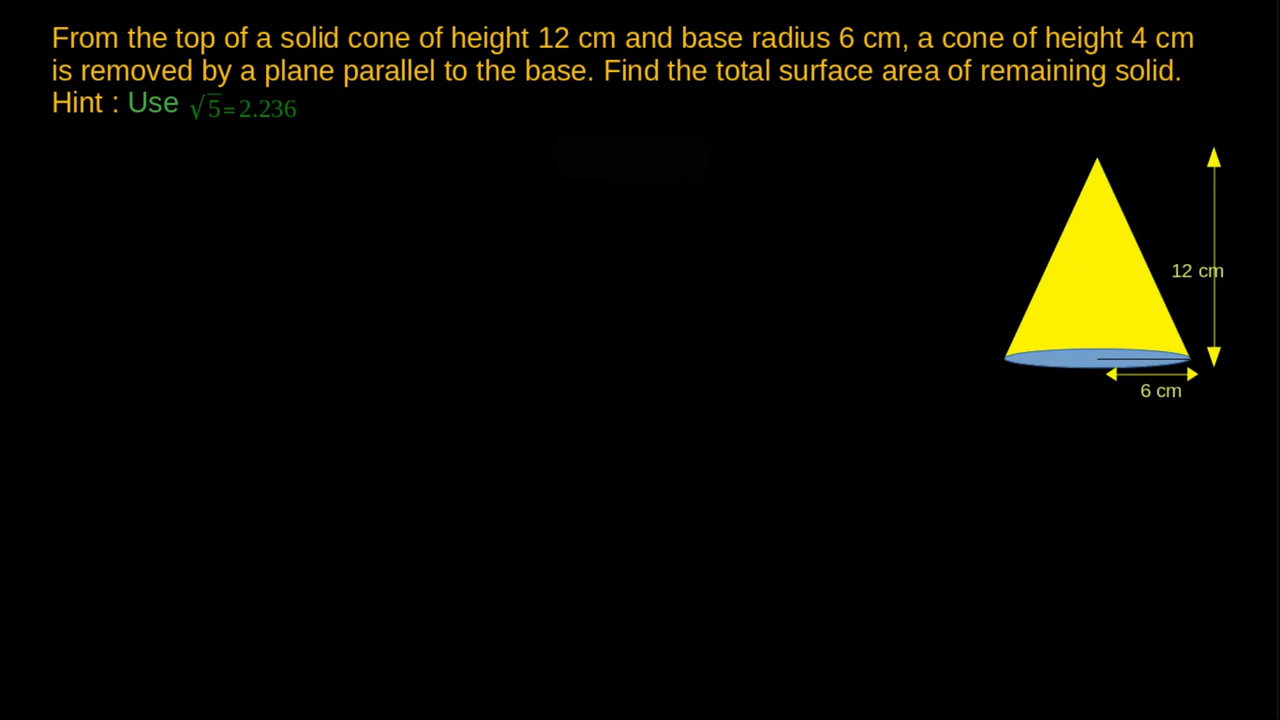 From the top of a solid cone of height 12 cm and base radius 6 cm, a cone of height 4 cm
is removed by a plane parallel to the base. Find the total surface area of remaining solid.
Hint : Use √5=2.236
12 cm
6 cm